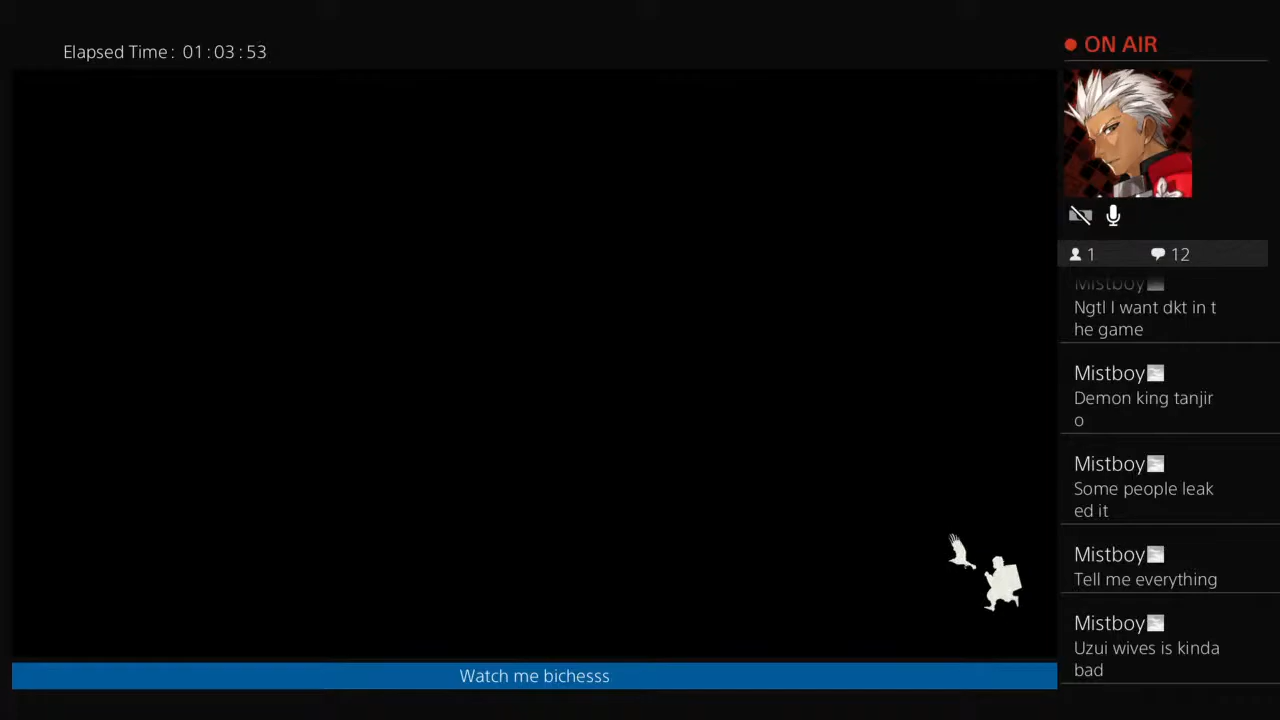 Elapsed Time: 01:03:53
ON AIR
1
12
Mistboy
Ngtl I want dkt in t
he game
Mistboy
Demon king tanjir
o
Mistboy
Some people leak
ed it
Mistboy
Tell me everything
Mistboy
Uzui wives is kinda
bad
Watch me bichesss